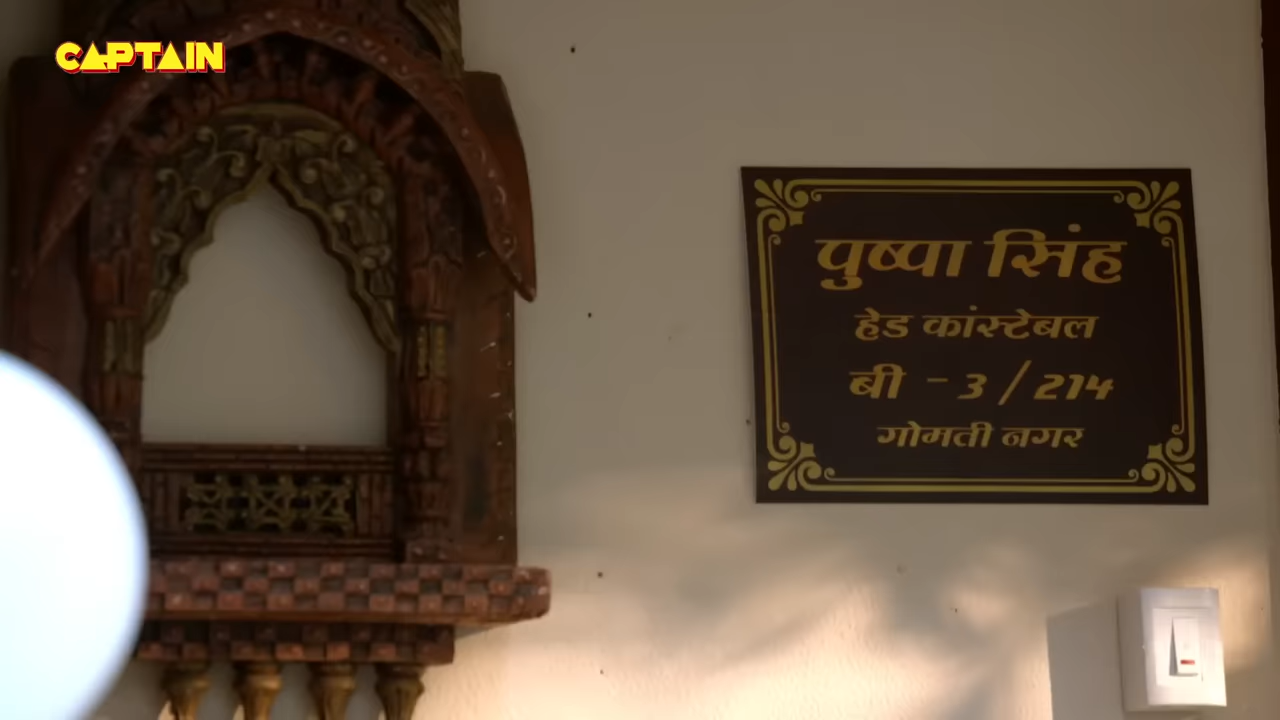 CAPTAIN
पुष्पा सिंह
हेड कांस्टेबल
बी - 3 / 214
गोमती नगर